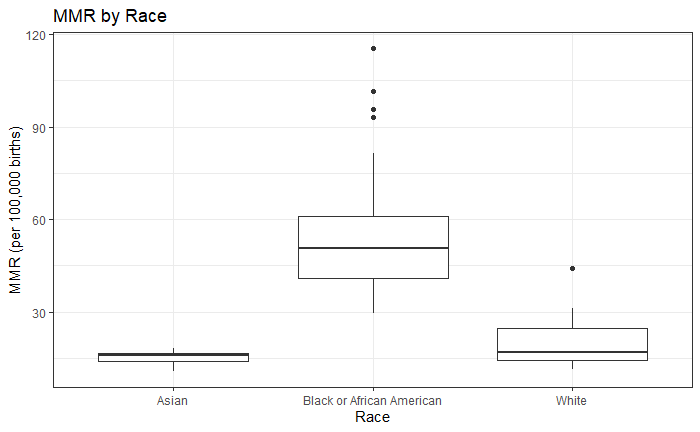 MMR by Race
MMR (per 100,000 births)
120
90
60
30
Asian
Black or African American
White
Race